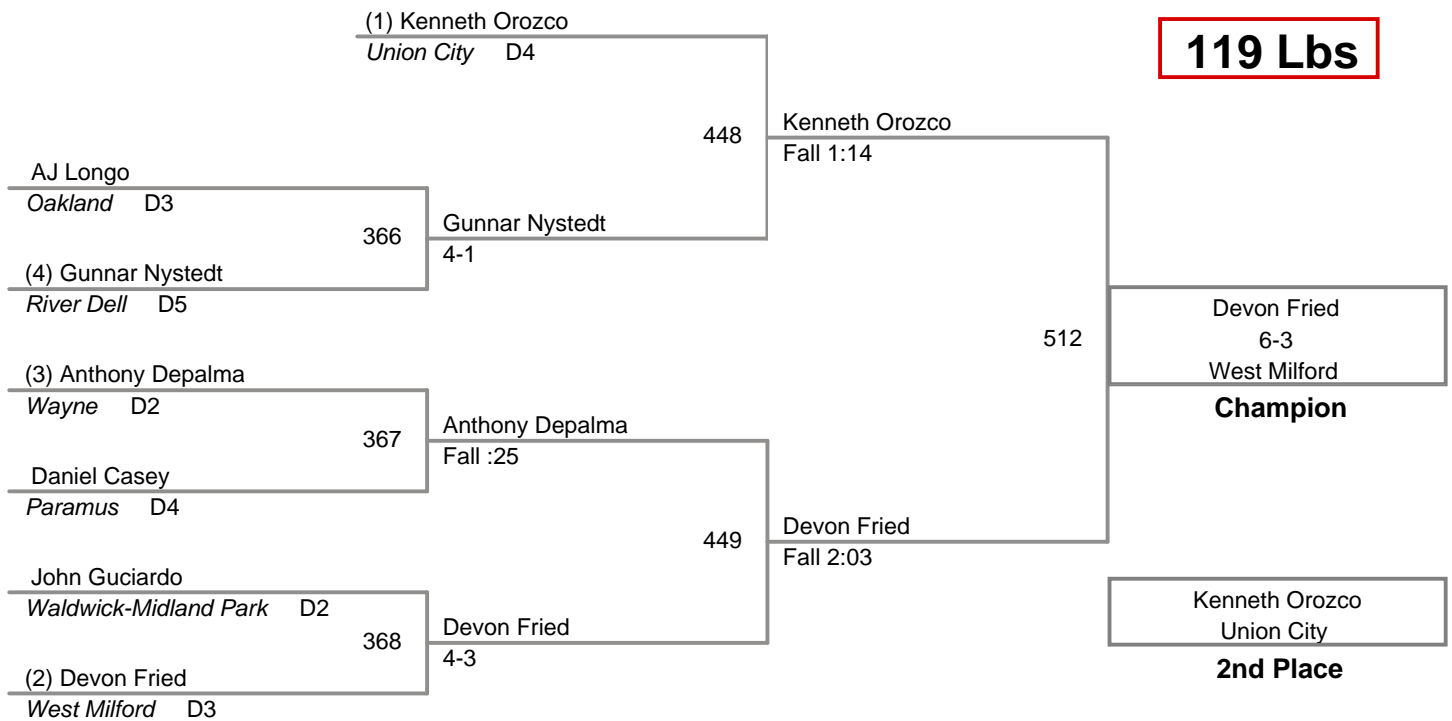 (1) Kenneth Orozco
Union City D4
119 Lbs
448
Kenneth Orozco
Fall 1:14
AJ Longo
Oakland D3
366
Gunnar Nystedt
4-1
(4) Gunnar Nystedt
River Dell D5
512
Devon Fried
6-3
West Milford
Champion
(3) Anthony Depalma
Wayne D2
367
Anthony Depalma
Fall :25
Daniel Casey
Paramus D4
449
Devon Fried
Fall 2:03
John Guciardo
Waldwick-Midland Park D2
368
Devon Fried
4-3
(2) Devon Fried
West Milford D3
Kenneth Orozco
Union City
2nd Place